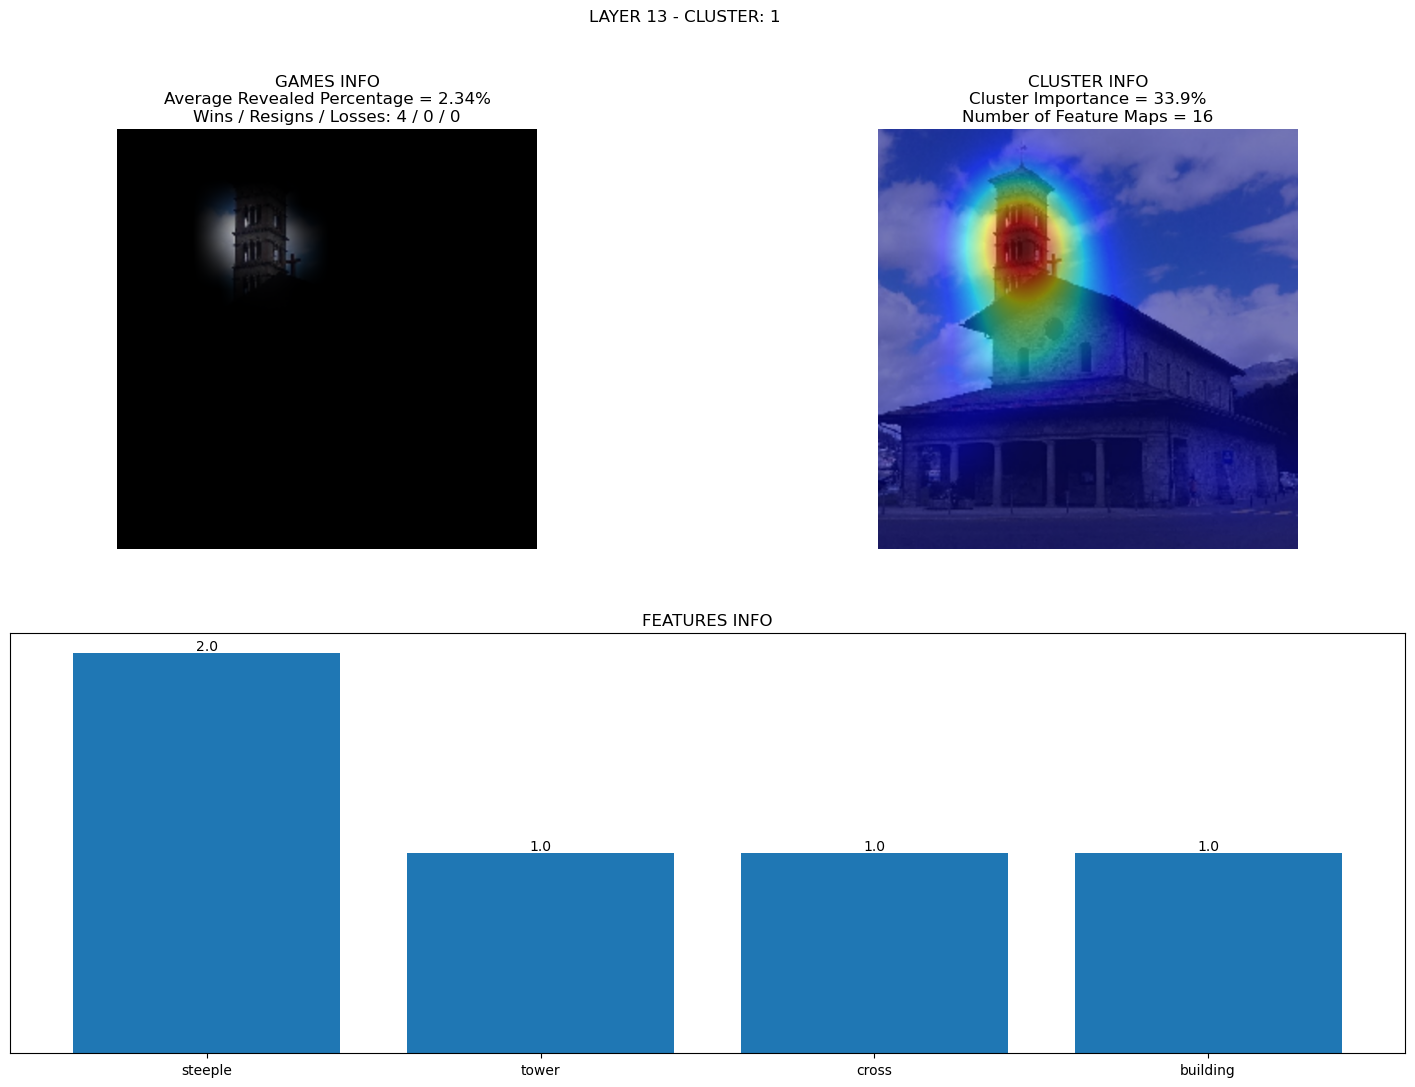 LAYER 13 - CLUSTER: 1
GAMES INFO
Average Revealed Percentage = 2.34%
Wins / Resigns / Losses: 4 / 0 / 0
CLUSTER INFO
Cluster Importance = 33.9%
Number of Feature Maps = 16
FEATURES INFO
2.0
1.0
1.0
1.0
steeple
tower
cross
building